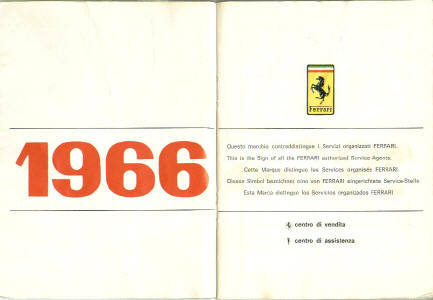 1966
Ferrari
Questo marchio contraddistingue i Servizi organizzati FERRARI.
This is the Sign of all the FERRARI authorized Service Agents.
Cette Marque distingue les Services organisés FERRARI.
Dieses Simbol bezeichnet eine von FERRARI eingerichtete Service-Stelle.
Esta Marca distingue los Servicios organizados FERRARI.
centro di vendita
centro di assistenza